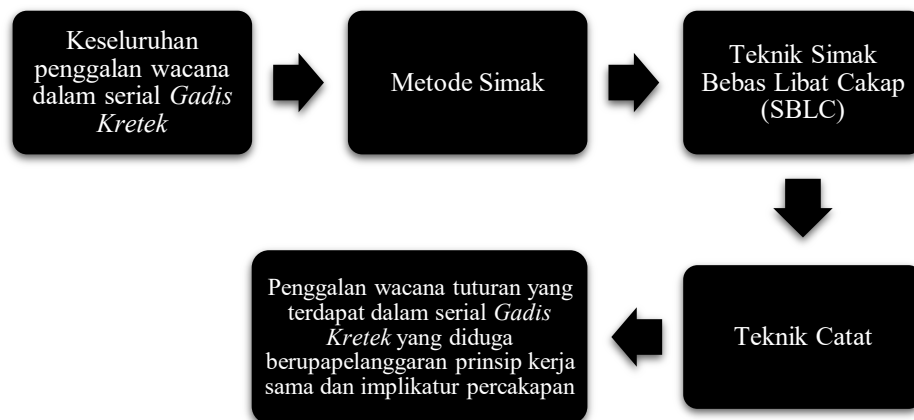 Keseluruhan
penggalan wacana
dalam serial Gadis
Kretek
Metode Simak
Teknik Simak
Bebas Libat Cakap
(SBLC)
Teknik Catat
Penggalan wacana tuturan yang
terdapat dalam serial Gadis
Kretek yang diduga
berupapelanggaran prinsip kerja
sama dan implikatur percakapan